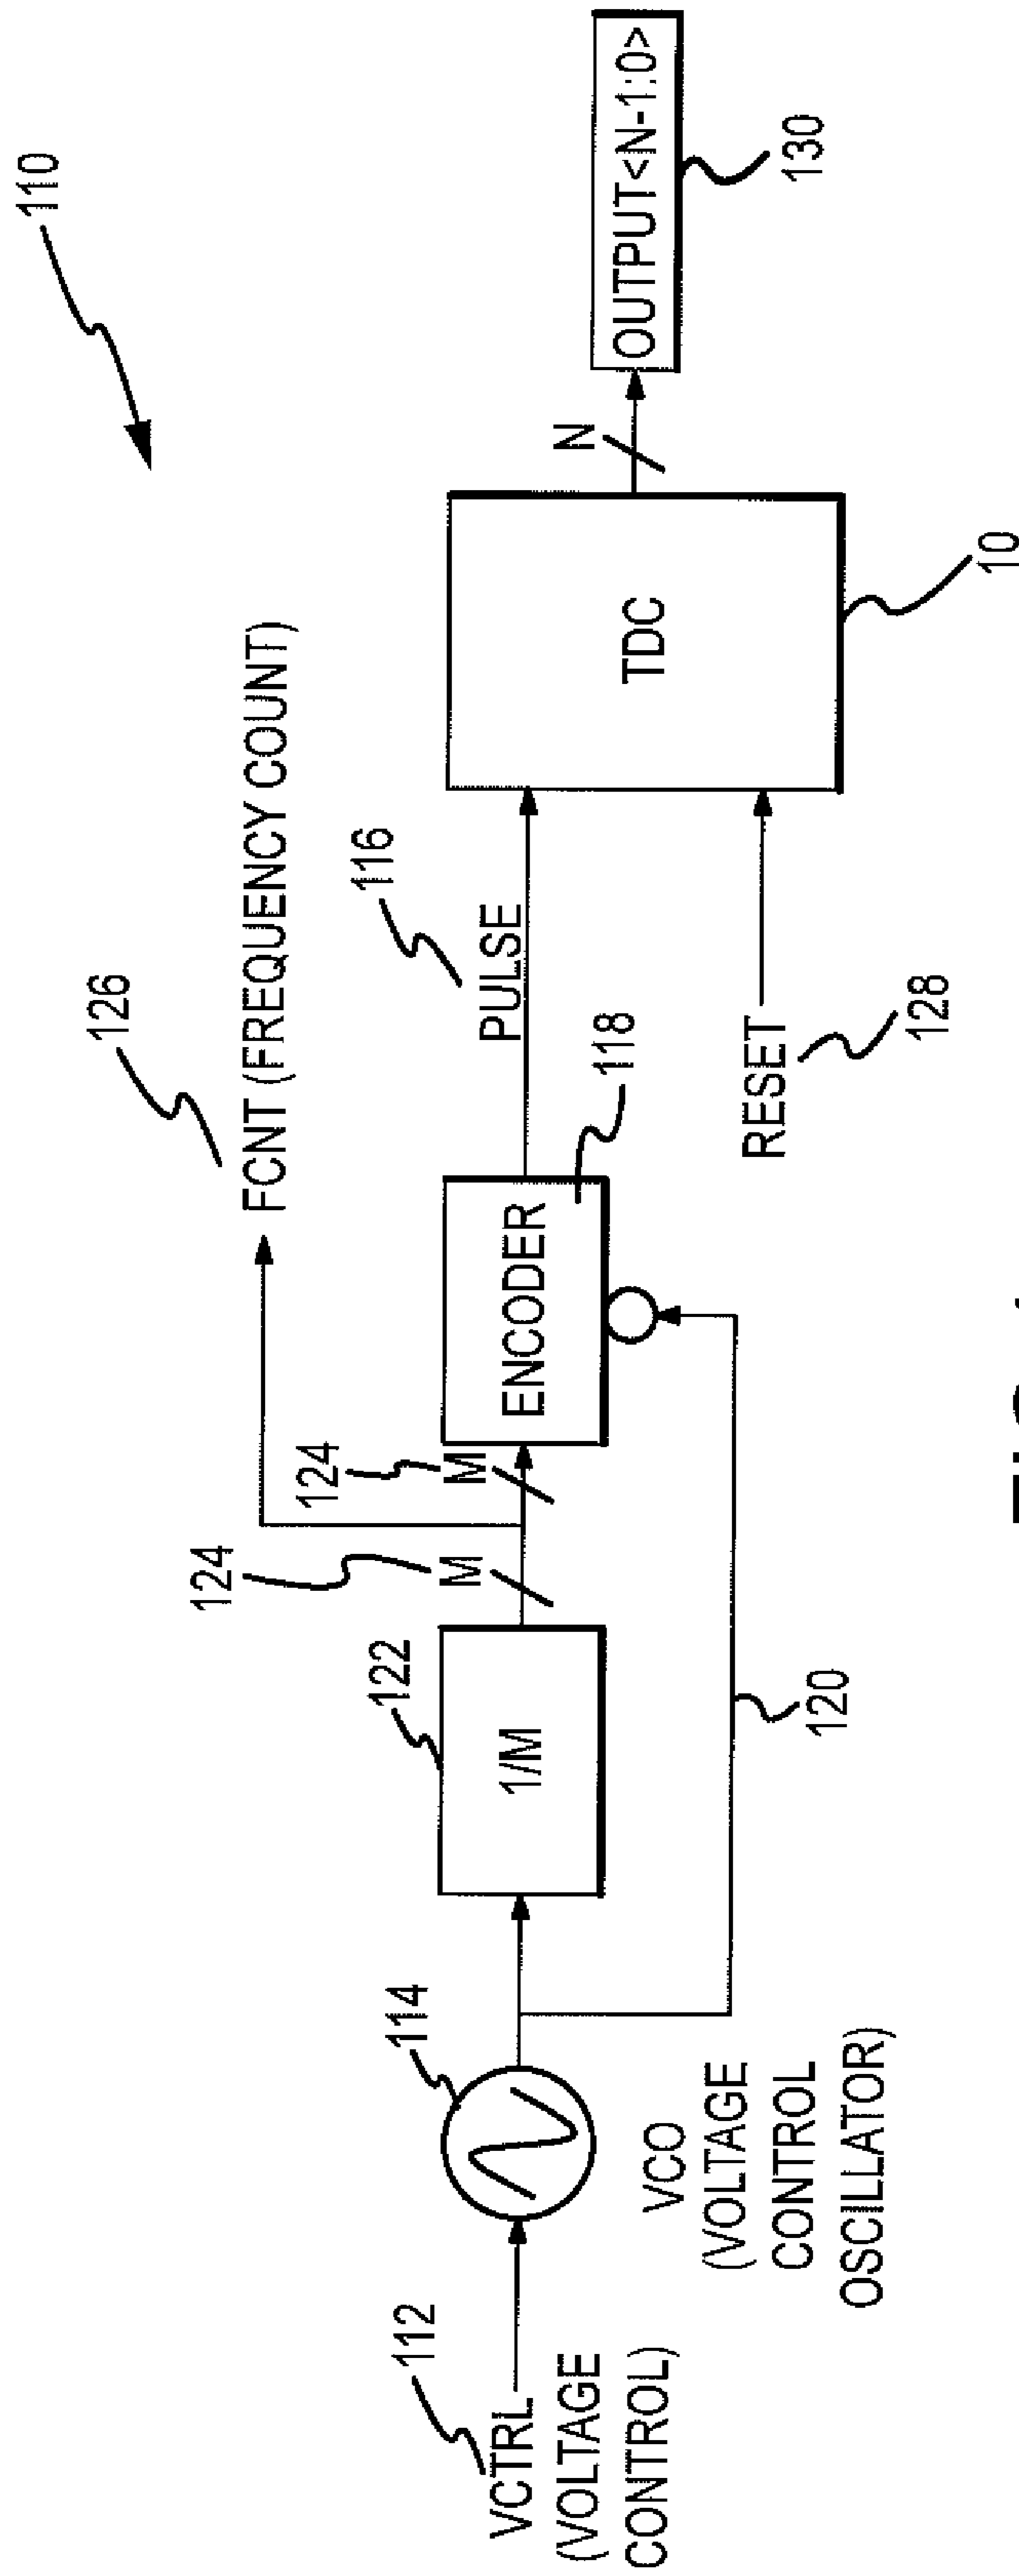 110
126
FCNT (FREQUENCY COUNT)
124
M
124
M
122
1/M
114
112
VCTRL
(VOLTAGE
CONTROL)
VCO
(VOLTAGE
CONTROL
OSCILLATOR)
120
ENCODER
118
116
PULSE
RESET
128
TDC
10
N
OUTPUT<N-1:0>
130